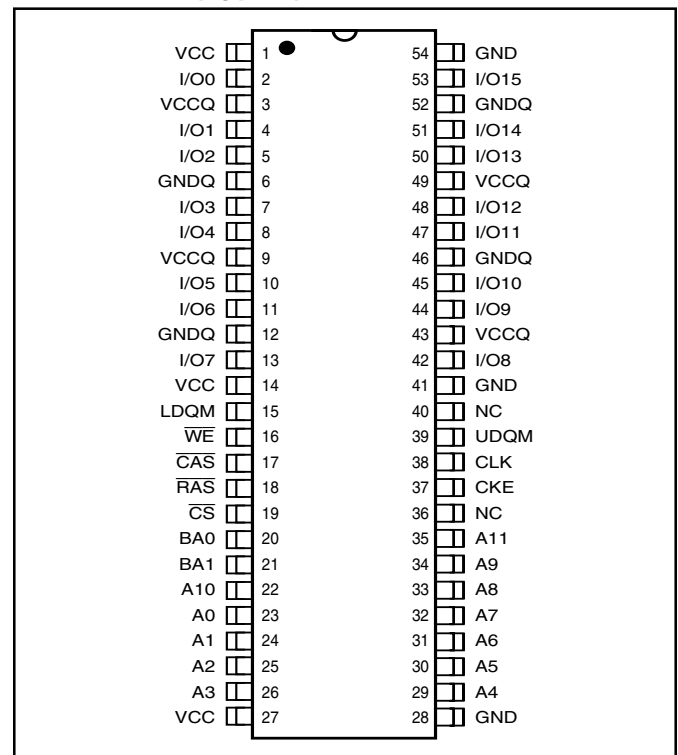 VCC 1 54 GND
I/O0 2 53 I/O15
VCCQ 3 52 GNDQ
I/O1 4 51 I/O14
I/O2 5 50 I/O13
GNDQ 6 49 VCCQ
I/O3 7 48 I/O12
I/O4 8 47 I/O11
VCCQ 9 46 GNDQ
I/O5 10 45 I/O10
I/O6 11 44 I/O9
GNDQ 12 43 VCCQ
I/O7 13 42 I/O8
VCC 14 41 GND
LDQM 15 40 NC
W̅E̅ 16 39 UDQM
C̅A̅S̅ 17 38 CLK
R̅A̅S̅ 18 37 CKE
C̅S̅ 19 36 NC
BA0 20 35 A11
BA1 21 34 A9
A10 22 33 A8
A0 23 32 A7
A1 24 31 A6
A2 25 30 A5
A3 26 29 A4
VCC 27 28 GND